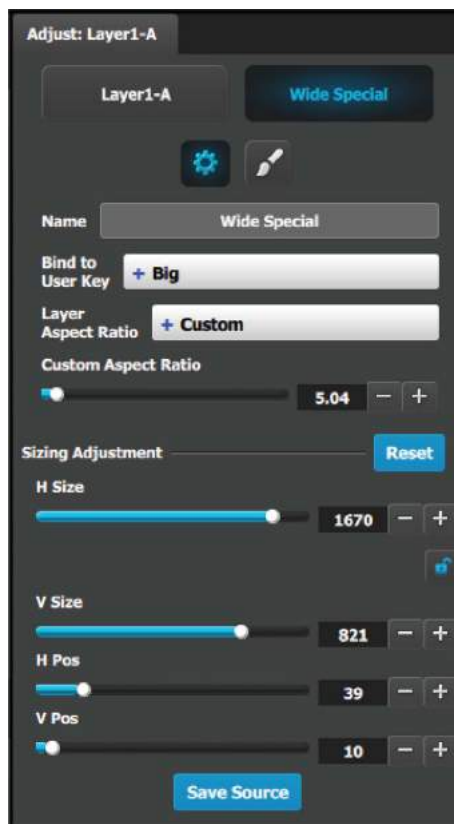 Adjust: Layer1-A
Layer1-A Wide Special
Name Wide Special
Bind to
User Key + Big
Layer
Aspect Ratio + Custom
Custom Aspect Ratio
5.04 − +
Sizing Adjustment Reset
H Size
1670 − +
V Size
821 − +
H Pos
39 − +
V Pos
10 − +
Save Source